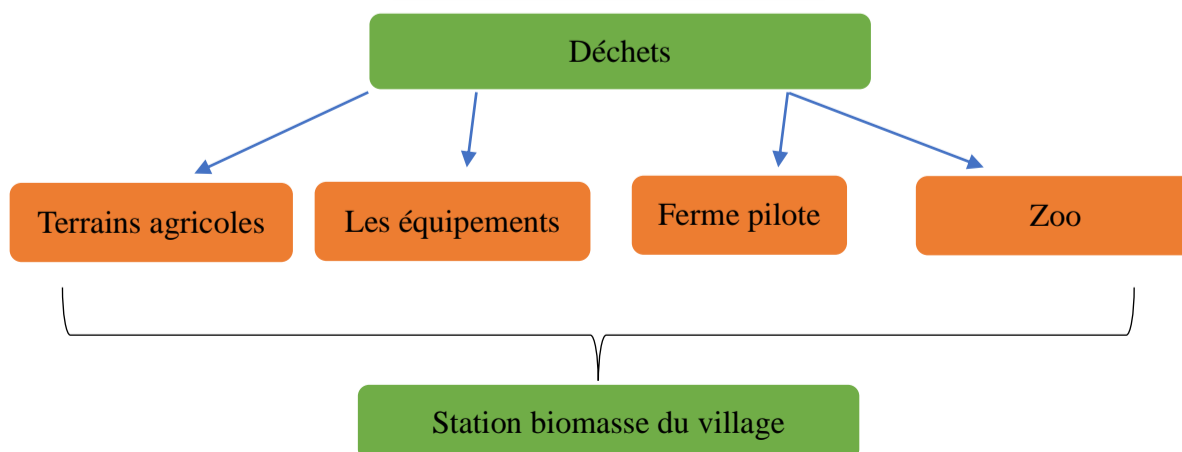 Déchets
Terrains agricoles
Les équipements
Ferme pilote
Zoo
Station biomasse du village